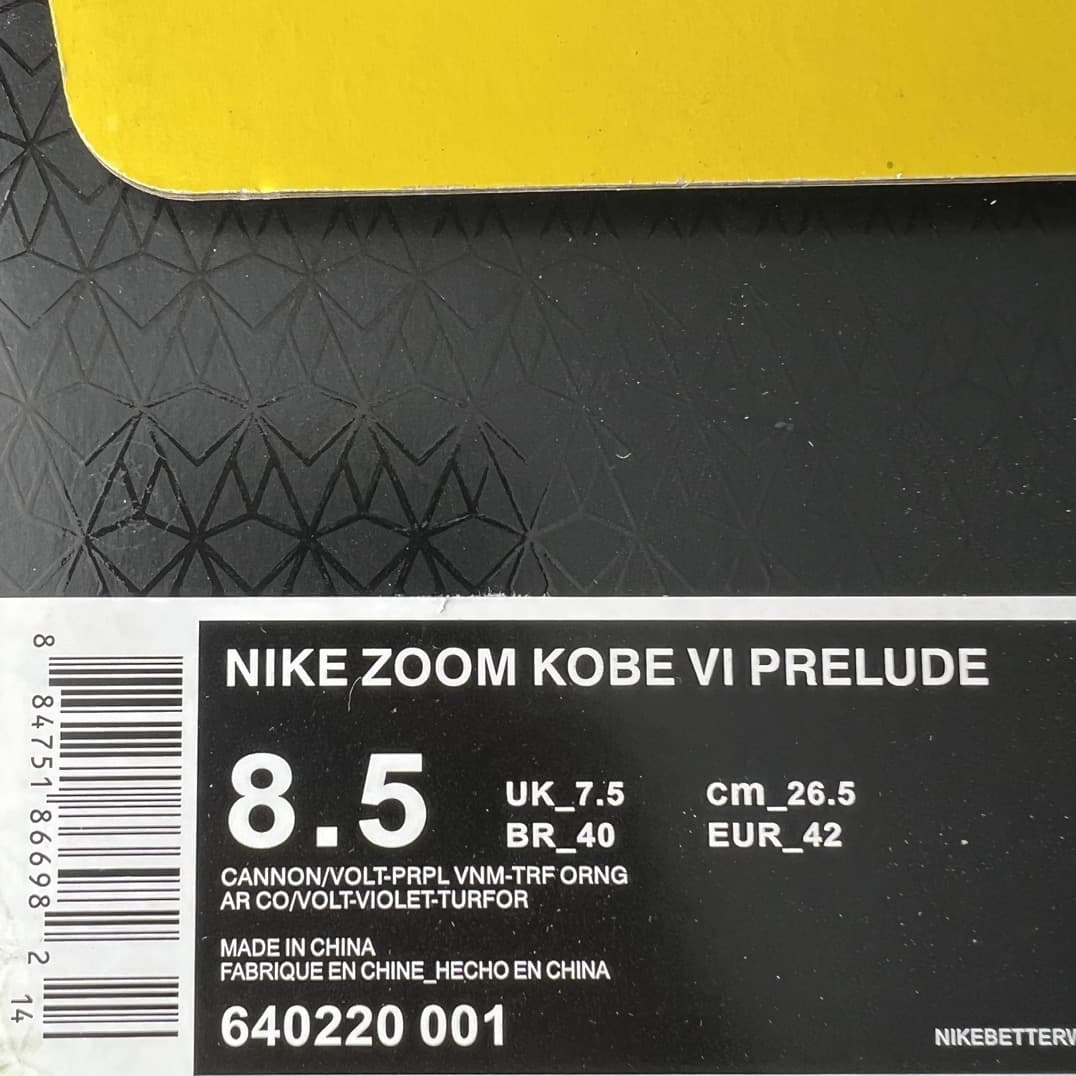 NIKE ZOOM KOBE VI PRELUDE
8.5
UK_7.5 cm_26.5
BR_40 EUR_42
CANNON/VOLT-PRPL VNM-TRF ORNG
AR CO/VOLT-VIOLET-TURFOR
MADE IN CHINA
FABRIQUE EN CHINE_HECHO EN CHINA
640220 001
NIKEBETTERW
8 84751 86698 2
14